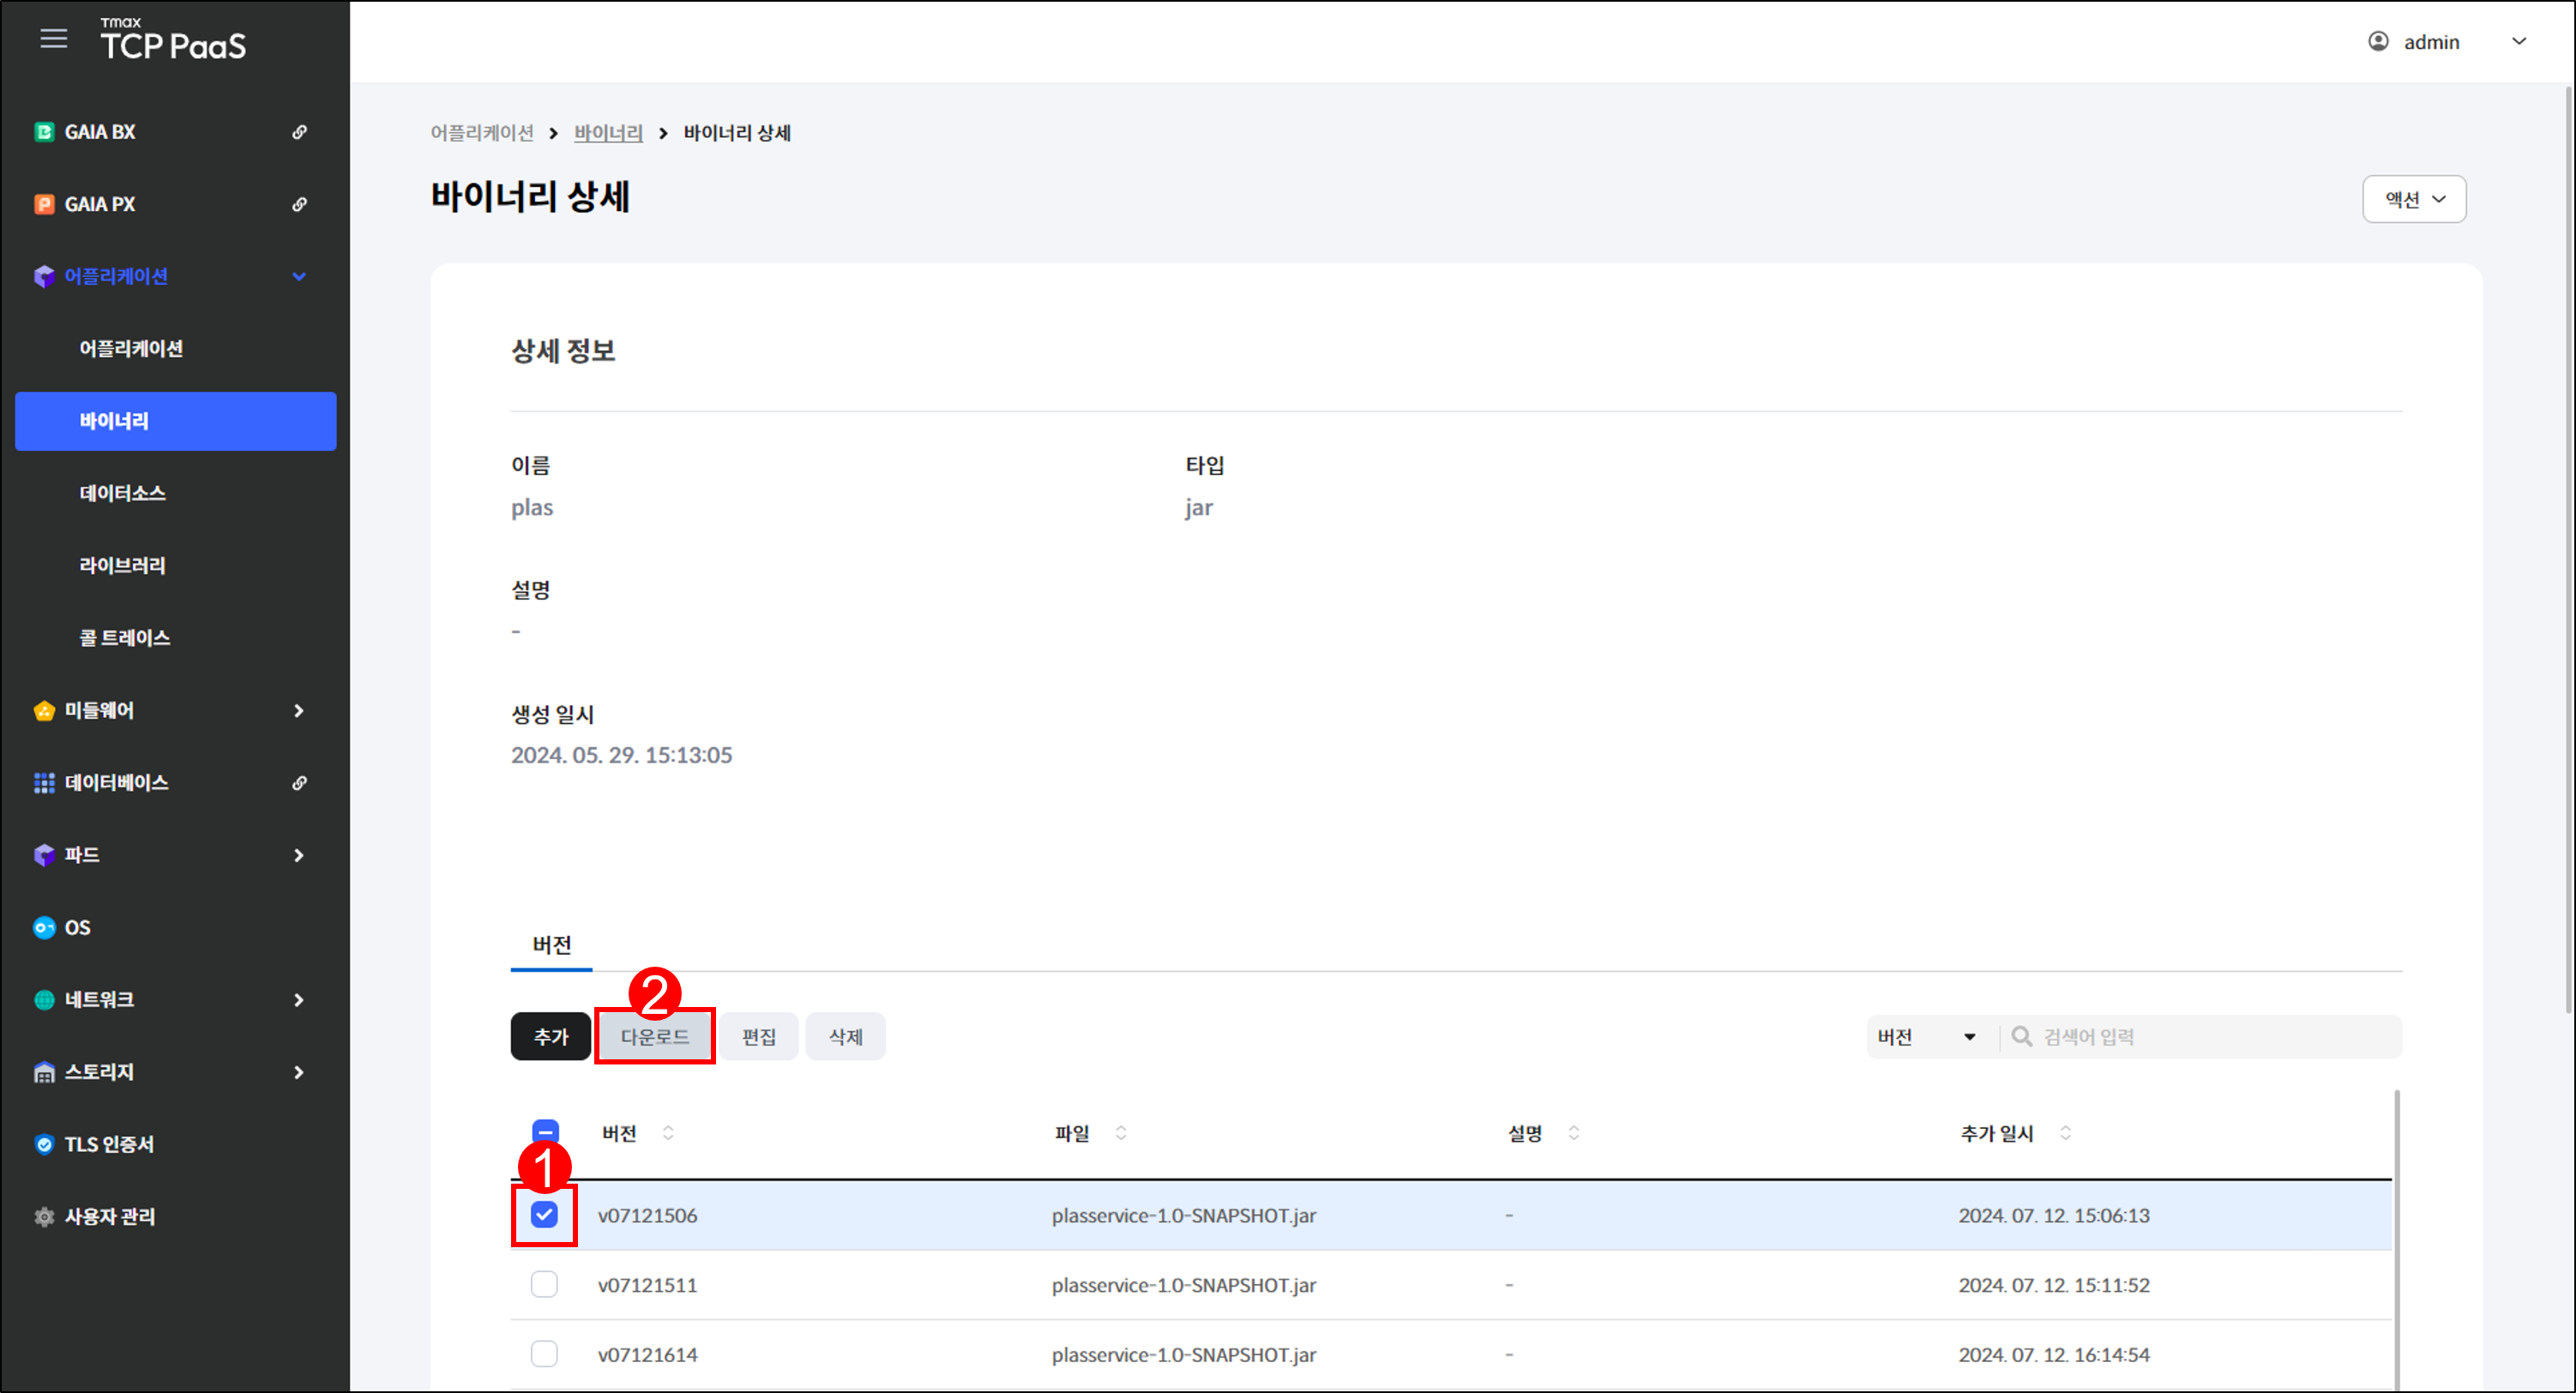 Tmax
TCP PaaS
admin
GAIA BX
GAIA PX
어플리케이션
어플리케이션
바이너리
데이터소스
라이브러리
콜 트레이스
미들웨어
데이터베이스
파드
OS
네트워크
스토리지
TLS 인증서
사용자 관리
어플리케이션 > 바이너리 > 바이너리 상세
바이너리 상세
액션
상세 정보
이름 타입
plas jar
설명
-
생성 일시
2024. 05. 29. 15:13:05
버전
2
추가 다운로드 편집 삭제 버전 검색어 입력
버전 파일 설명 추가 일시
1
v07121506 plasservice-1.0-SNAPSHOT.jar - 2024. 07. 12. 15:06:13
v07121511 plasservice-1.0-SNAPSHOT.jar - 2024. 07. 12. 15:11:52
v07121614 plasservice-1.0-SNAPSHOT.jar - 2024. 07. 12. 16:14:54